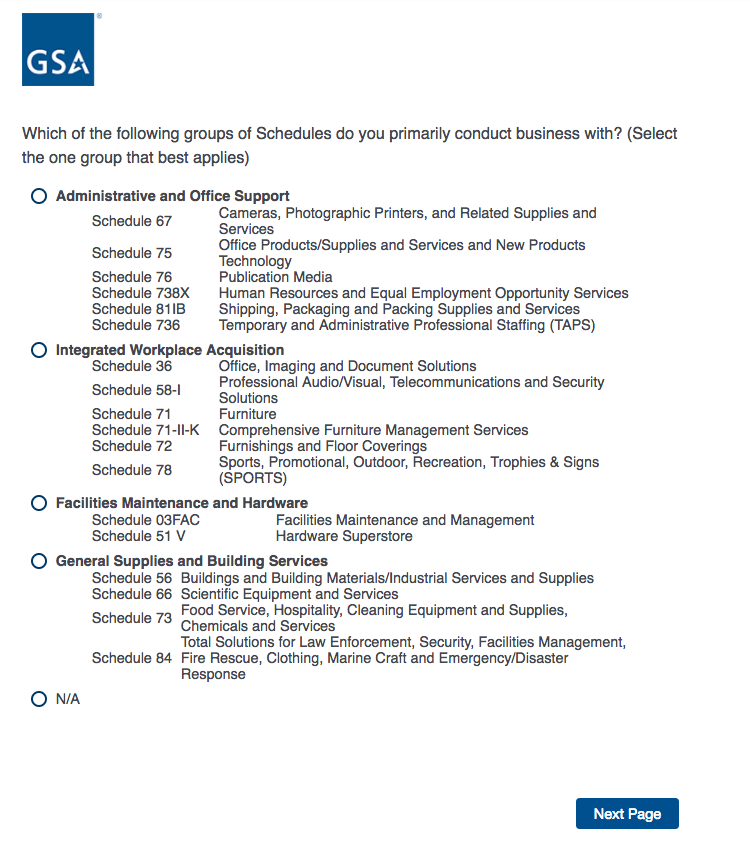 GSA
®
Which of the following groups of Schedules do you primarily conduct business with? (Select
the one group that best applies)
Administrative and Office Support
Schedule 67 Cameras, Photographic Printers, and Related Supplies and
Services
Schedule 75 Office Products/Supplies and Services and New Products
Technology
Schedule 76 Publication Media
Schedule 738X Human Resources and Equal Employment Opportunity Services
Schedule 81IB Shipping, Packaging and Packing Supplies and Services
Schedule 736 Temporary and Administrative Professional Staffing (TAPS)
Integrated Workplace Acquisition
Schedule 36 Office, Imaging and Document Solutions
Schedule 58-I Professional Audio/Visual, Telecommunications and Security
Solutions
Schedule 71 Furniture
Schedule 71-II-K Comprehensive Furniture Management Services
Schedule 72 Furnishings and Floor Coverings
Schedule 78 Sports, Promotional, Outdoor, Recreation, Trophies & Signs
(SPORTS)
Facilities Maintenance and Hardware
Schedule 03FAC Facilities Maintenance and Management
Schedule 51 V Hardware Superstore
General Supplies and Building Services
Schedule 56 Buildings and Building Materials/Industrial Services and Supplies
Schedule 66 Scientific Equipment and Services
Schedule 73 Food Service, Hospitality, Cleaning Equipment and Supplies,
Chemicals and Services
Total Solutions for Law Enforcement, Security, Facilities Management,
Schedule 84 Fire Rescue, Clothing, Marine Craft and Emergency/Disaster
Response
N/A
Next Page